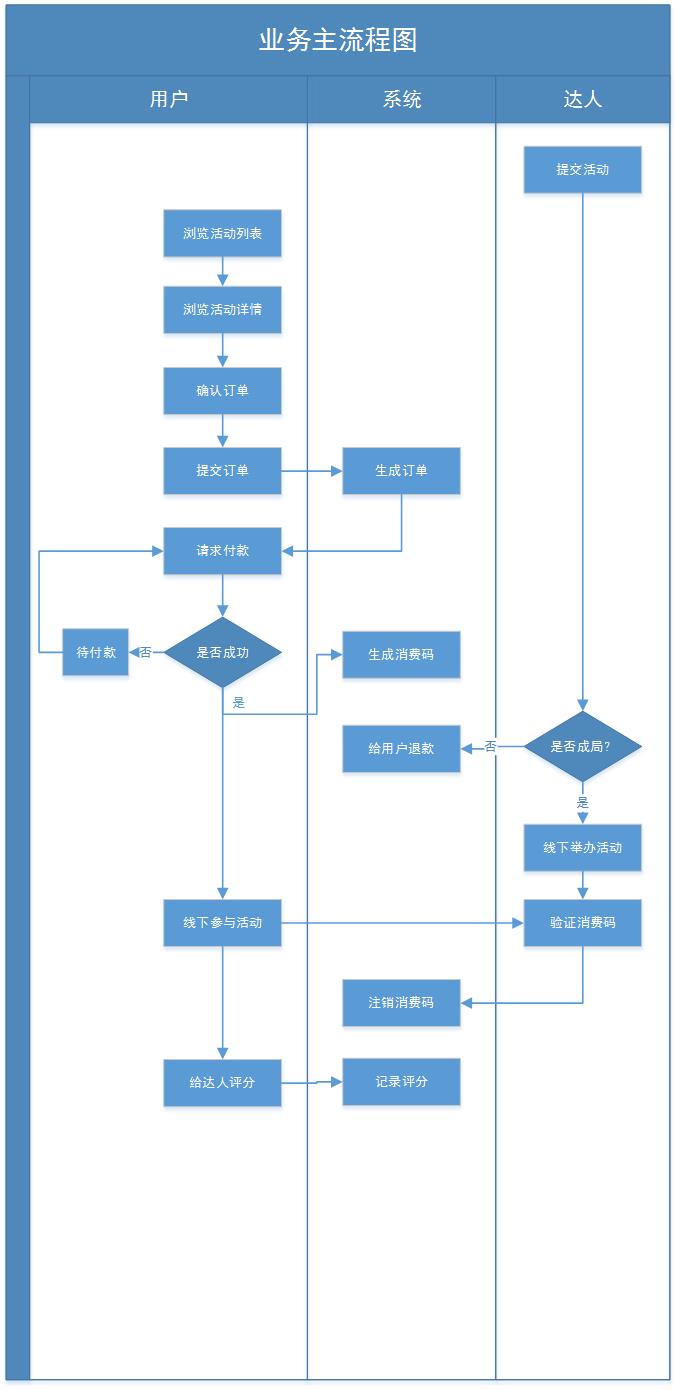 业务主流程图
用户
系统
达人
提交活动
浏览活动列表
浏览活动详情
确认订单
提交订单
生成订单
请求付款
待付款
否
是否成功
生成消费码
是
给用户退款
否
是否成局?
是
线下举办活动
线下参与活动
验证消费码
注销消费码
给达人评分
记录评分